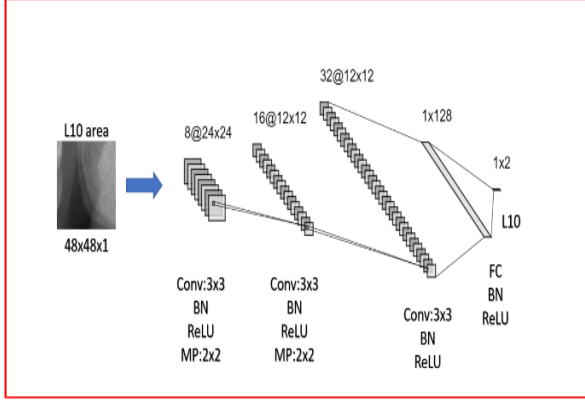 L10 area
48x48x1
8@24x24
16@12x12
32@12x12
1x128
1x2
L10
Conv:3x3
BN
ReLU
MP:2x2
Conv:3x3
BN
ReLU
MP:2x2
Conv:3x3
BN
ReLU
FC
BN
ReLU